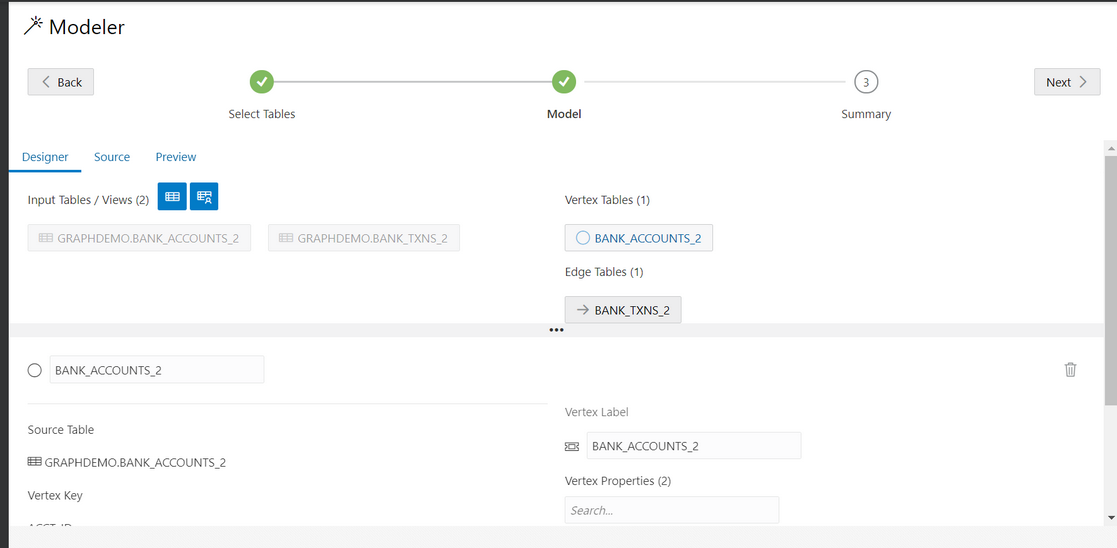 Modeler
Back
Next
3
Select Tables
Model
Summary
Designer
Source
Preview
Input Tables / Views (2)
GRAPHDEMO.BANK_ACCOUNTS_2
GRAPHDEMO.BANK_TXNS_2
Vertex Tables (1)
BANK_ACCOUNTS_2
Edge Tables (1)
BANK_TXNS_2
BANK_ACCOUNTS_2
Source Table
GRAPHDEMO.BANK_ACCOUNTS_2
Vertex Key
Vertex Label
BANK_ACCOUNTS_2
Vertex Properties (2)
Search...